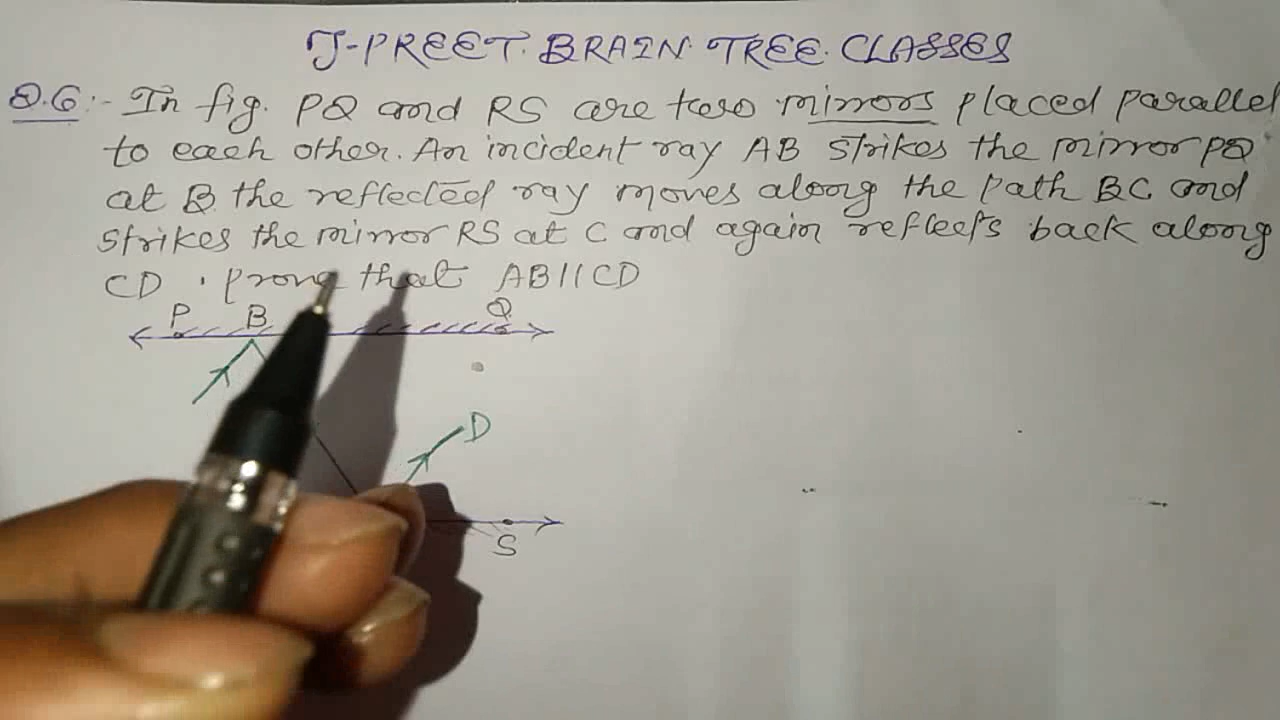 J-PREET. BRAIN. TREE. CLASSES
Q.6:- In fig. PQ and RS are two mirrors placed parallel
to each other. An incident ray AB strikes the mirror PQ
at B the reflected ray moves along the path BC and
strikes the mirror RS at C and again reflects back along
CD. prove that AB||CD
P B Q
D
S